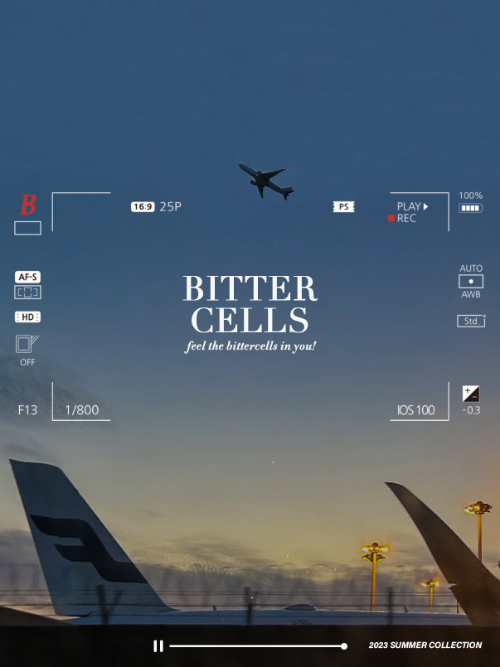 B
16:9 25P
PS
PLAY
REC
100%
AF-S
HD
OFF
AUTO
AWB
Std.
BITTER
CELLS
feel the bittercells in you!
F13
1/800
IOS 100
+
-
-0.3
2023 SUMMER COLLECTION